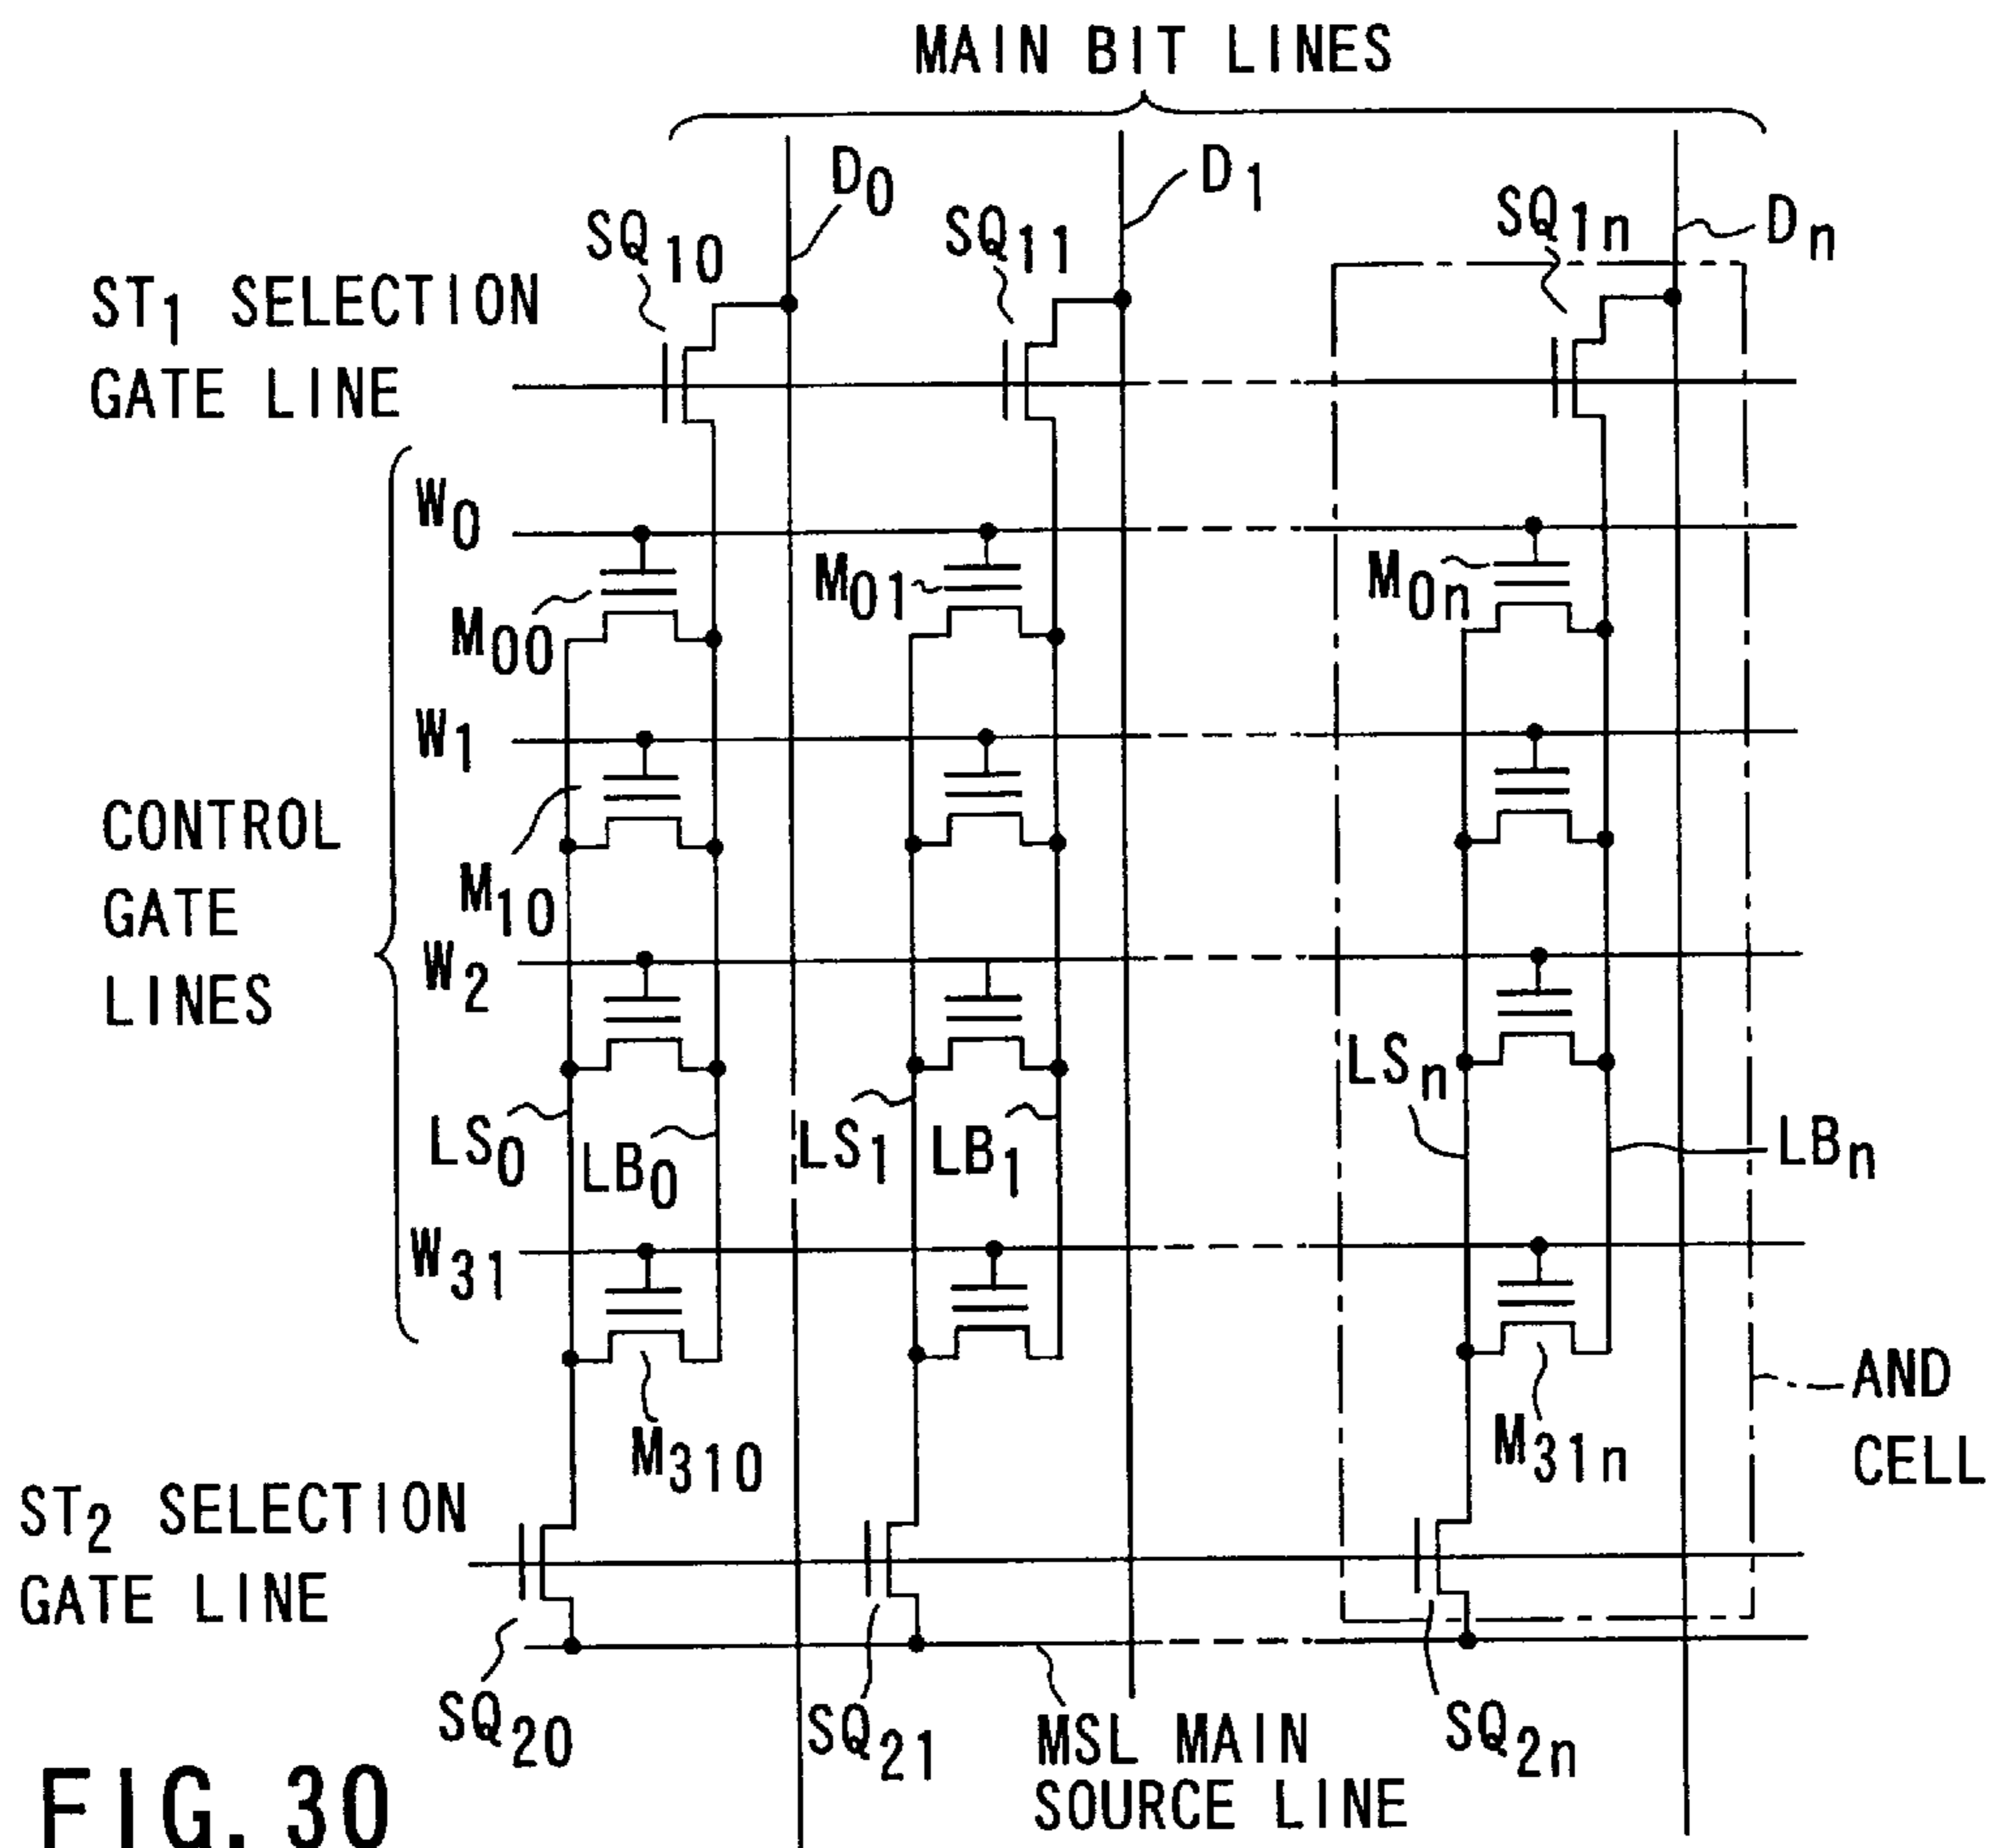 MAIN BIT LINES
D0
D1
Dn
SQ10
SQ11
SQ1n
ST1 SELECTION
GATE LINE
W0
M00
M01
M0n
W1
M10
CONTROL
GATE
LINES
W2
LS0
LB0
LS1
LB1
LSn
LBn
W31
M310
M31n
AND
CELL
ST2 SELECTION
GATE LINE
SQ20
SQ21
MSL MAIN
SOURCE LINE
SQ2n
FIG. 30